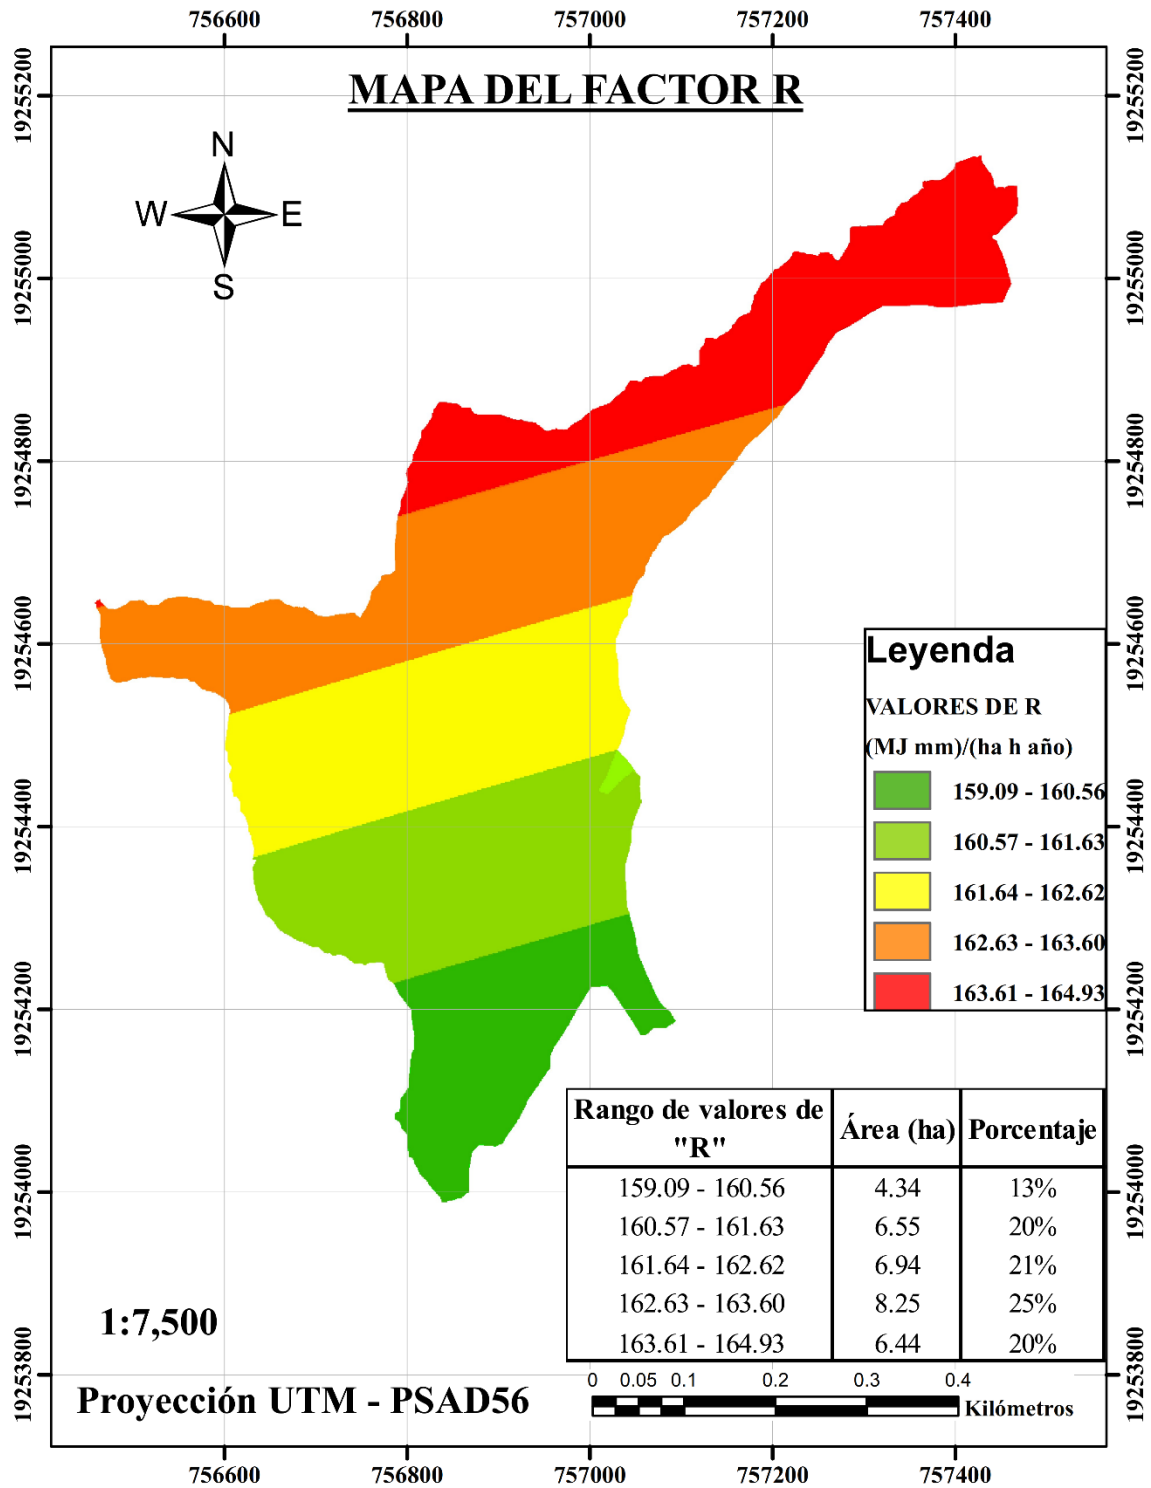 756600 756800 757000 757200 757400
MAPA DEL FACTOR R
N
W E
S
19255200 19255200
19255000 19255000
19254800 19254800
19254600 19254600
19254400 19254400
19254200 19254200
19254000 19254000
19253800 19253800
Leyenda
VALORES DE R
(MJ mm)/(ha h año)
159.09 - 160.56
160.57 - 161.63
161.64 - 162.62
162.63 - 163.60
163.61 - 164.93
Rango de valores de "R" Área (ha) Porcentaje
159.09 - 160.56 4.34 13%
160.57 - 161.63 6.55 20%
161.64 - 162.62 6.94 21%
162.63 - 163.60 8.25 25%
163.61 - 164.93 6.44 20%
1:7,500
Proyección UTM - PSAD56
0 0.05 0.1 0.2 0.3 0.4
Kilómetros
756600 756800 757000 757200 757400